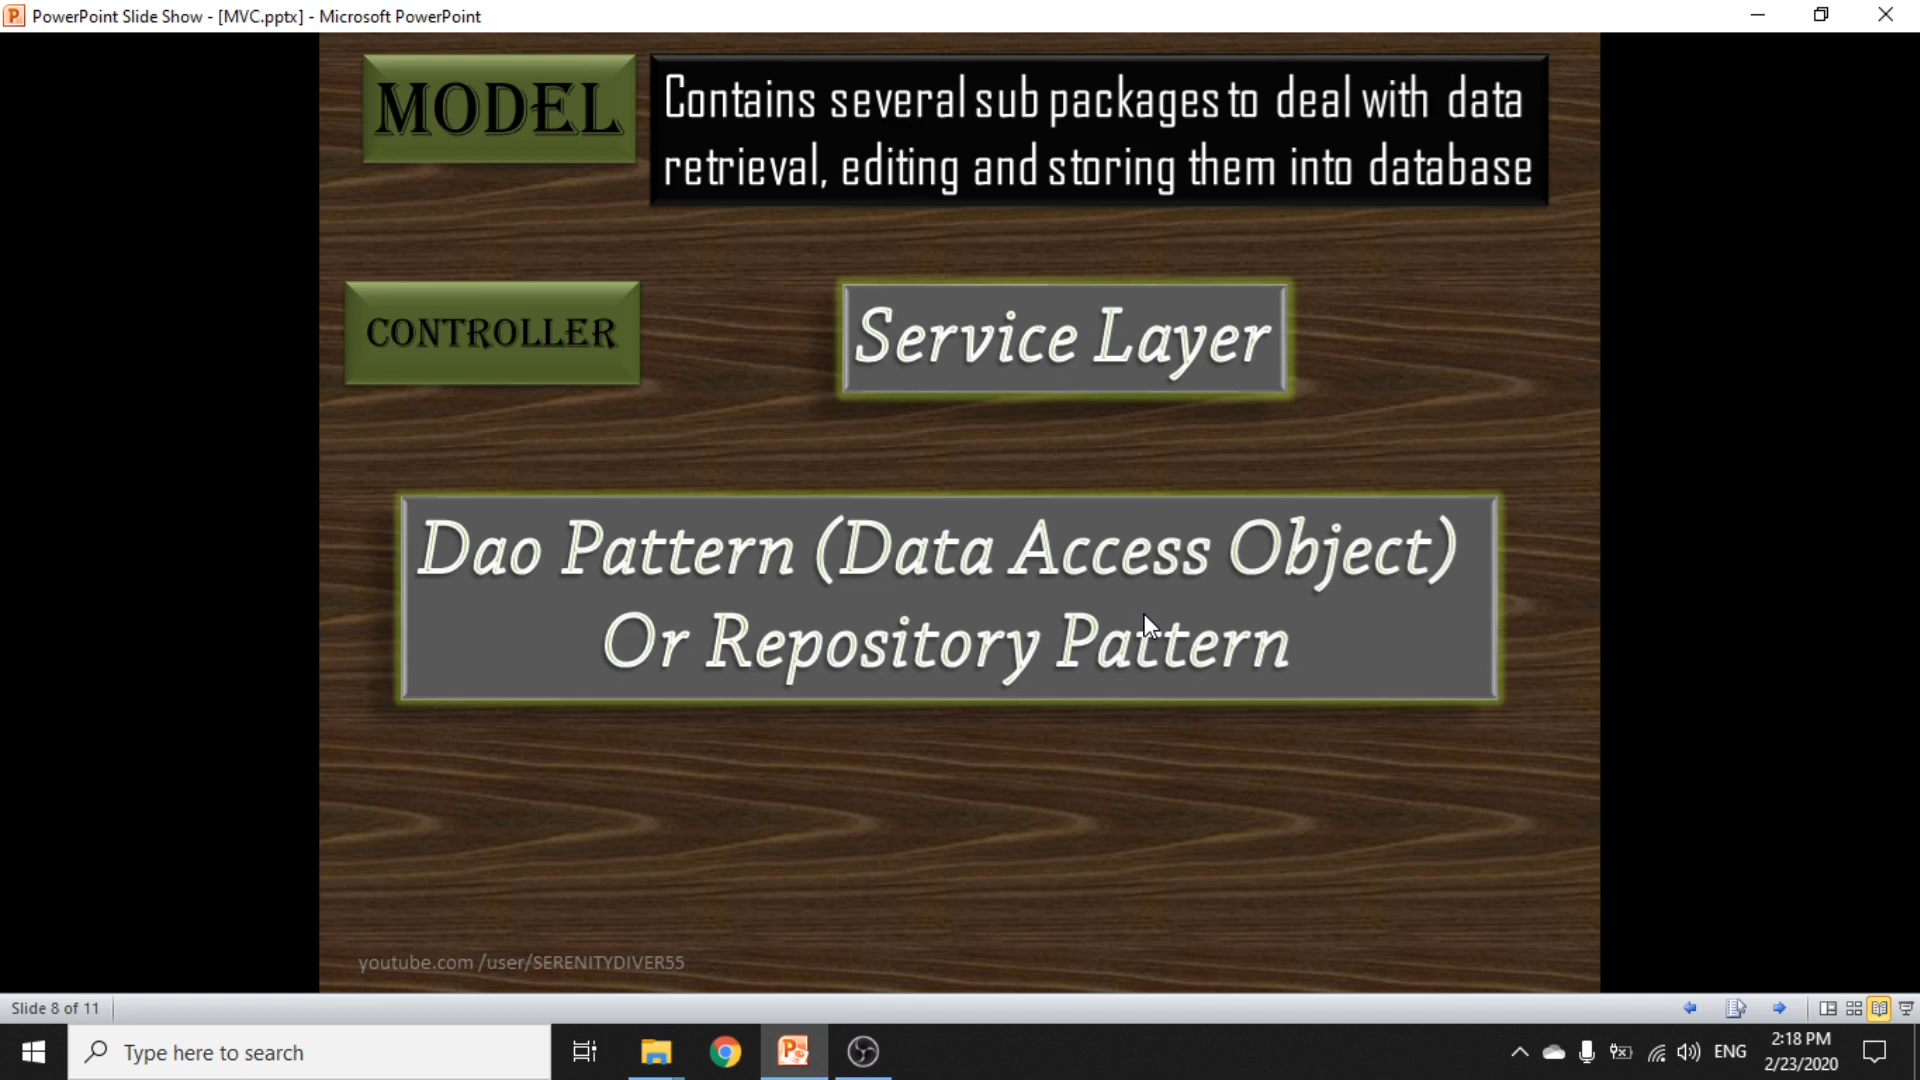 PowerPoint Slide Show - [MVC.pptx] - Microsoft PowerPoint
MODEL
Contains several sub packages to deal with data
retrieval, editing and storing them into database
CONTROLLER
Service Layer
Dao Pattern (Data Access Object)
Or Repository Pattern
youtube.com /user/SERENITYDIVER55
Slide 8 of 11
Type here to search
ENG
2:18 PM
2/23/2020